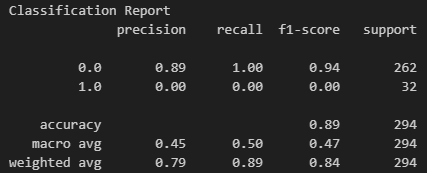 Classification Report
precision recall f1-score support
0.0 0.89 1.00 0.94 262
1.0 0.00 0.00 0.00 32
accuracy 0.89 294
macro avg 0.45 0.50 0.47 294
weighted avg 0.79 0.89 0.84 294